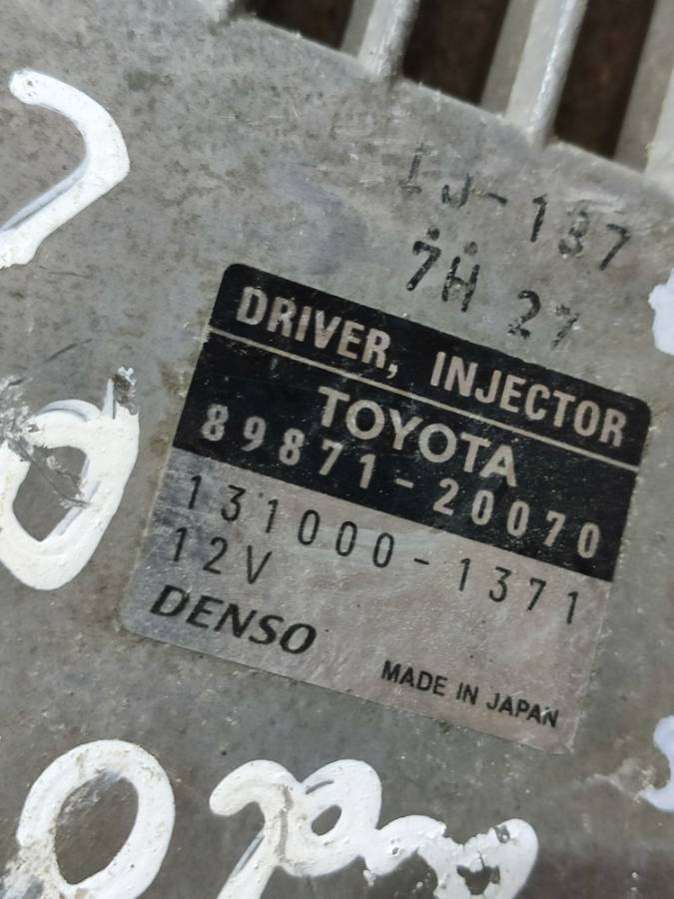 IJ-137
7H 27
DRIVER, INJECTOR
TOYOTA
89871-20070
131000-1371
12V
DENSO
MADE IN JAPAN